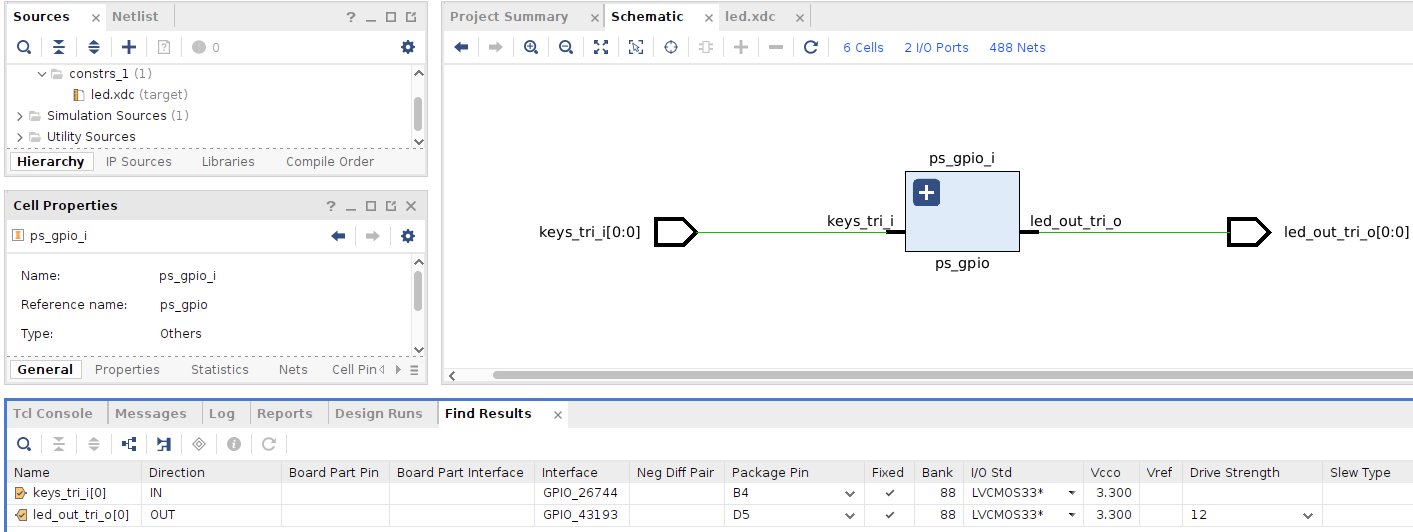 Sources
Netlist
0
constrs_1 (1)
led.xdc (target)
Simulation Sources (1)
Utility Sources
Hierarchy IP Sources Libraries Compile Order
Cell Properties
ps_gpio_i
Name: ps_gpio_i
Reference name: ps_gpio
Type: Others
General Properties Statistics Nets Cell Pin
Project Summary Schematic led.xdc
6 Cells 2 I/O Ports 488 Nets
ps_gpio_i
keys_tri_i[0:0] keys_tri_i led_out_tri_o led_out_tri_o[0:0]
ps_gpio
Tcl Console Messages Log Reports Design Runs Find Results
Name Direction Board Part Pin Board Part Interface Interface Neg Diff Pair Package Pin Fixed Bank I/O Std Vcco Vref Drive Strength Slew Type
keys_tri_i[0] IN GPIO_26744 B4 88 LVCMOS33* 3.300
led_out_tri_o[0] OUT GPIO_43193 D5 88 LVCMOS33* 3.300 12